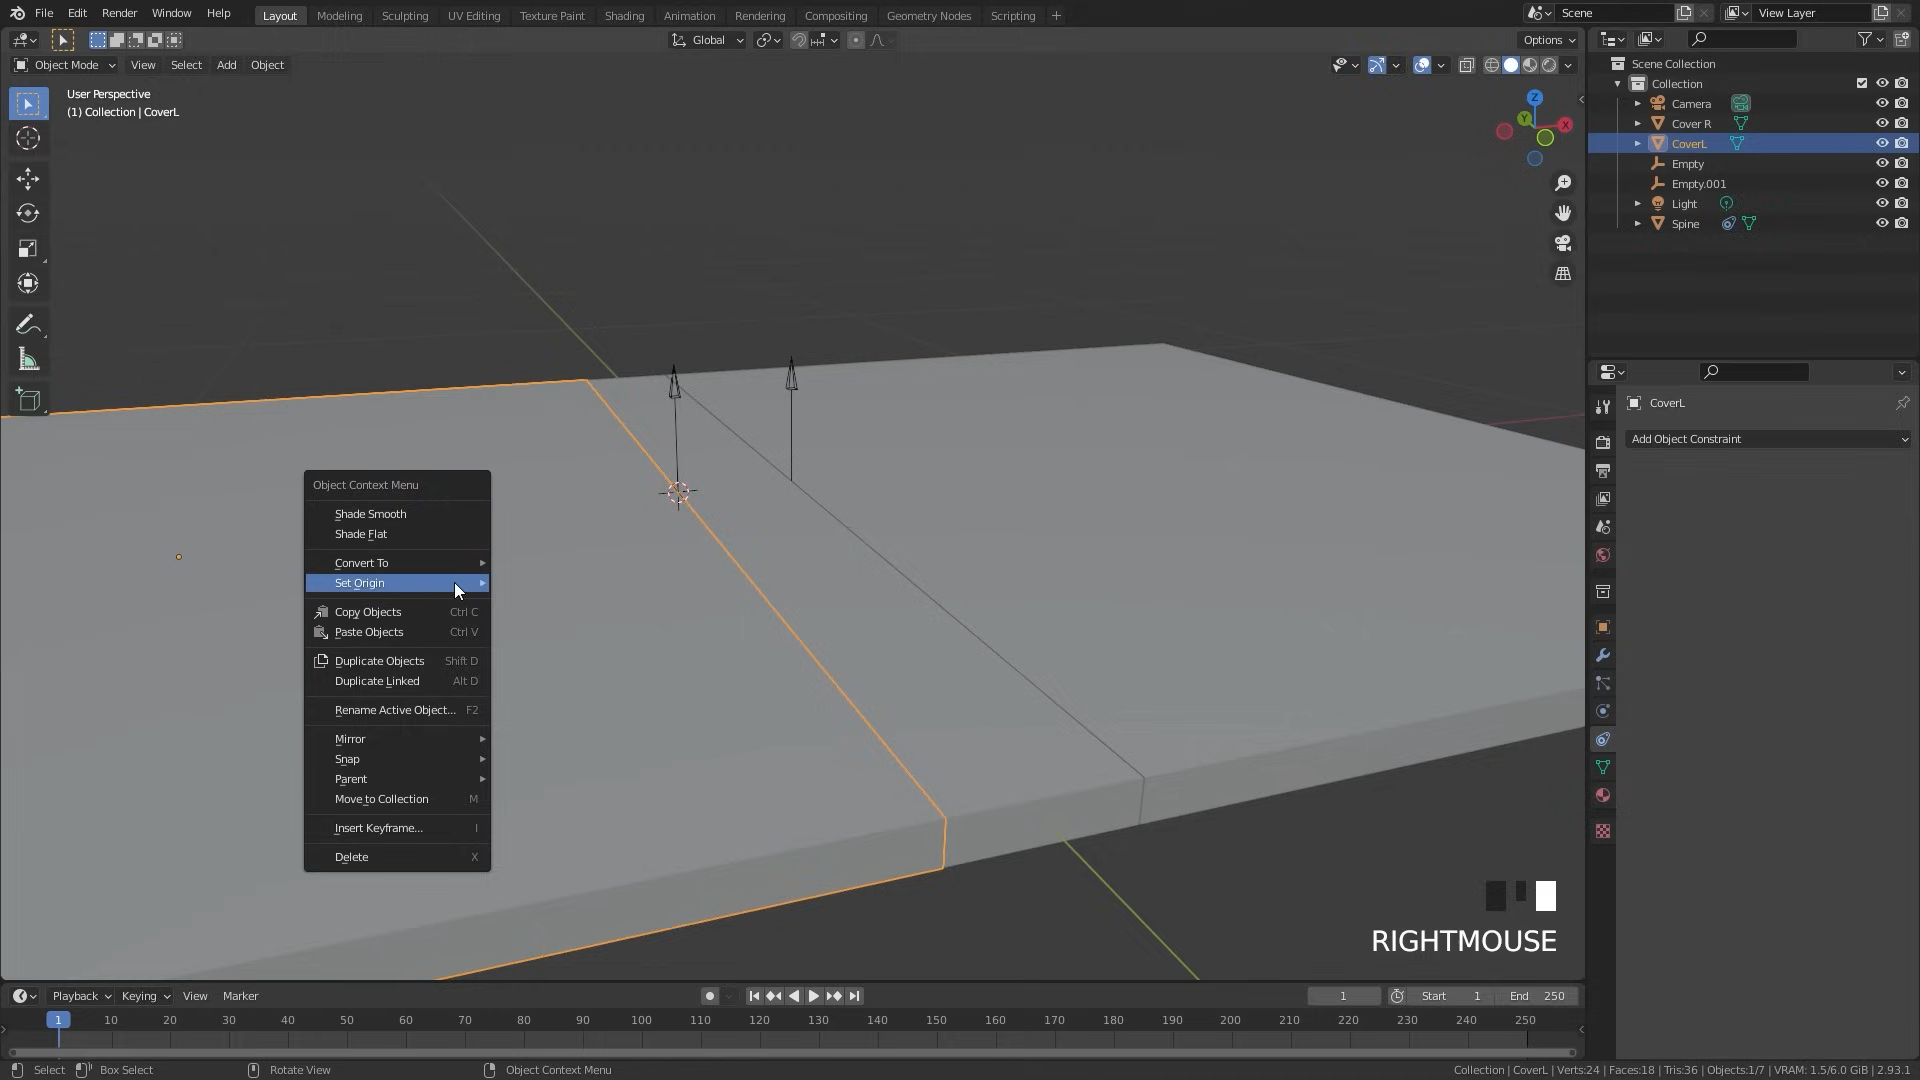 File Edit Render Window Help
Layout Modeling Sculpting UV Editing Texture Paint Shading Animation Rendering Compositing Geometry Nodes Scripting +
Scene
View Layer
Global
Options
Object Mode View Select Add Object
User Perspective
(1) Collection | CoverL
Z
Y
X
Scene Collection
Collection
Camera
Cover R
CoverL
Empty
Empty.001
Light
Spine
CoverL
Add Object Constraint
Object Context Menu
Shade Smooth
Shade Flat
Convert To
Set Origin
Copy Objects Ctrl C
Paste Objects Ctrl V
Duplicate Objects Shift D
Duplicate Linked Alt D
Rename Active Object... F2
Mirror
Snap
Parent
Move to Collection M
Insert Keyframe... I
Delete X
RIGHTMOUSE
Playback Keying View Marker
1
Start 1 End 250
1 10 20 30 40 50 60 70 80 90 100 110 120 130 140 150 160 170 180 190 200 210 220 230 240 250
Select Box Select Rotate View Object Context Menu
Collection | CoverL | Verts:24 | Faces:18 | Tris:36 | Objects:1/7 | VRAM: 1.5/6.0 GiB | 2.93.1